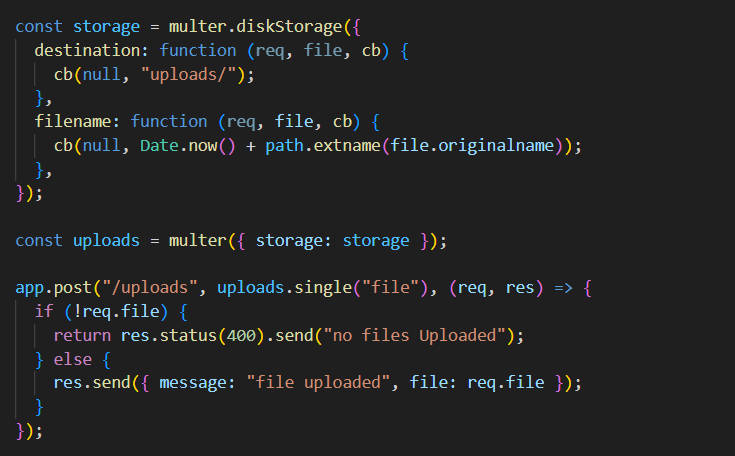 const storage = multer.diskStorage({
  destination: function (req, file, cb) {
    cb(null, "uploads/");
  },
  filename: function (req, file, cb) {
    cb(null, Date.now() + path.extname(file.originalname));
  },
});

const uploads = multer({ storage: storage });

app.post("/uploads", uploads.single("file"), (req, res) => {
  if (!req.file) {
    return res.status(400).send("no files Uploaded");
  } else {
    res.send({ message: "file uploaded", file: req.file });
  }
});